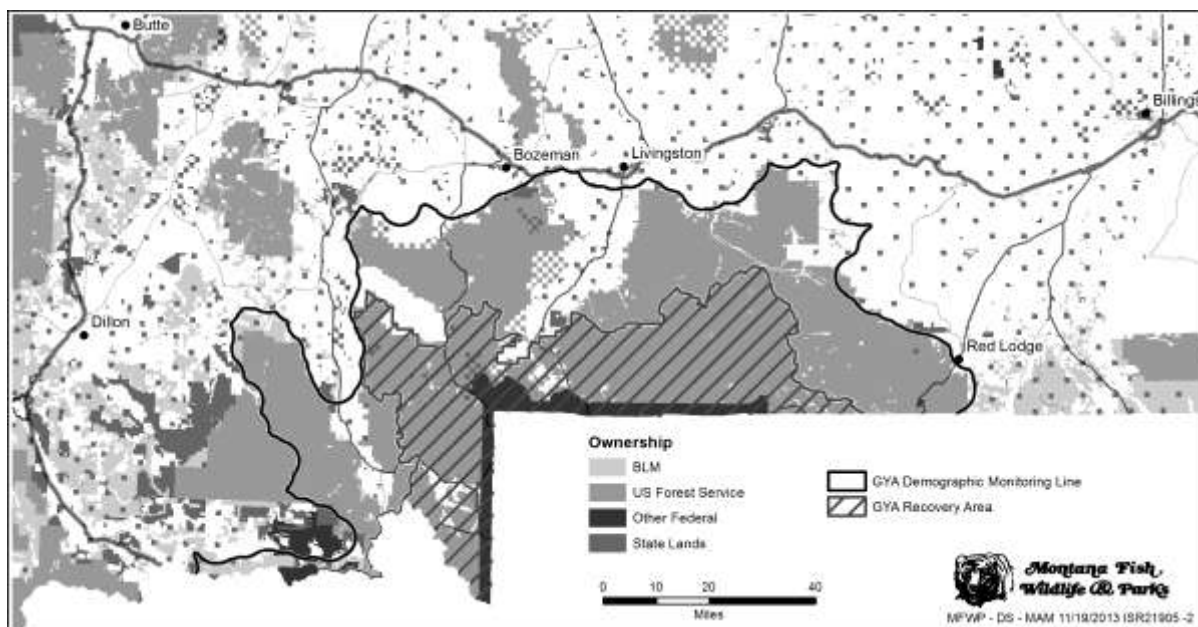 Butte
Billings
Bozeman
Livingston
Dillon
Red Lodge
Ownership
BLM
US Forest Service
Other Federal
State Lands
GYA Demographic Monitoring Line
GYA Recovery Area
0 10 20 40
Miles
Montana Fish
Wildlife & Parks
MFWP - DS - MAM 11/19/2013 ISR21905 -2